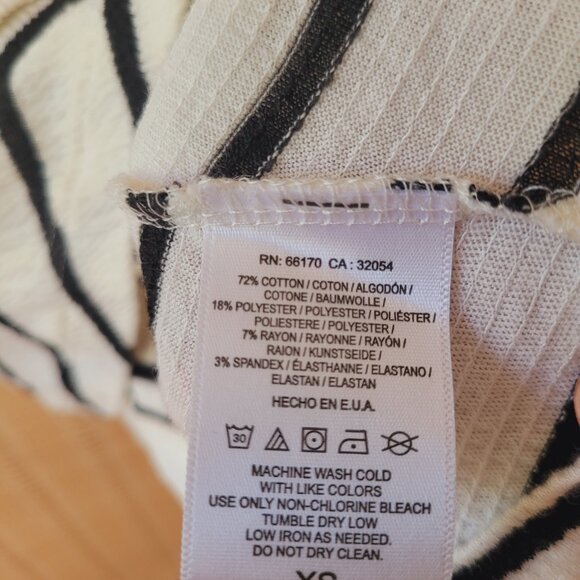 RN: 66170 CA : 32054
72% COTTON / COTON / ALGODÓN /
COTONE / BAUMWOLLE /
18% POLYESTER / POLYESTER / POLIÉSTER /
POLIESTERE / POLYESTER /
7% RAYON / RAYONNE / RAYÓN /
RAION / KUNSTSEIDE /
3% SPANDEX / ÉLASTHANNE / ELASTANO /
ELASTAN / ELASTAN
HECHO EN E.U.A.
30
MACHINE WASH COLD
WITH LIKE COLORS
USE ONLY NON-CHLORINE BLEACH
TUMBLE DRY LOW
LOW IRON AS NEEDED.
DO NOT DRY CLEAN.
XS